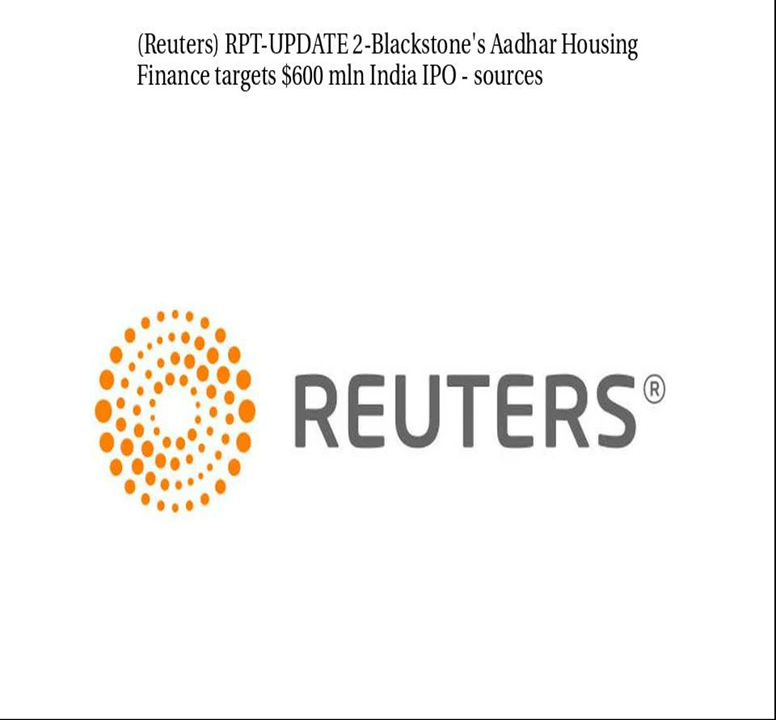 (Reuters) RPT-UPDATE 2-Blackstone's Aadhar Housing
Finance targets $600 mln India IPO - sources
REUTERS®